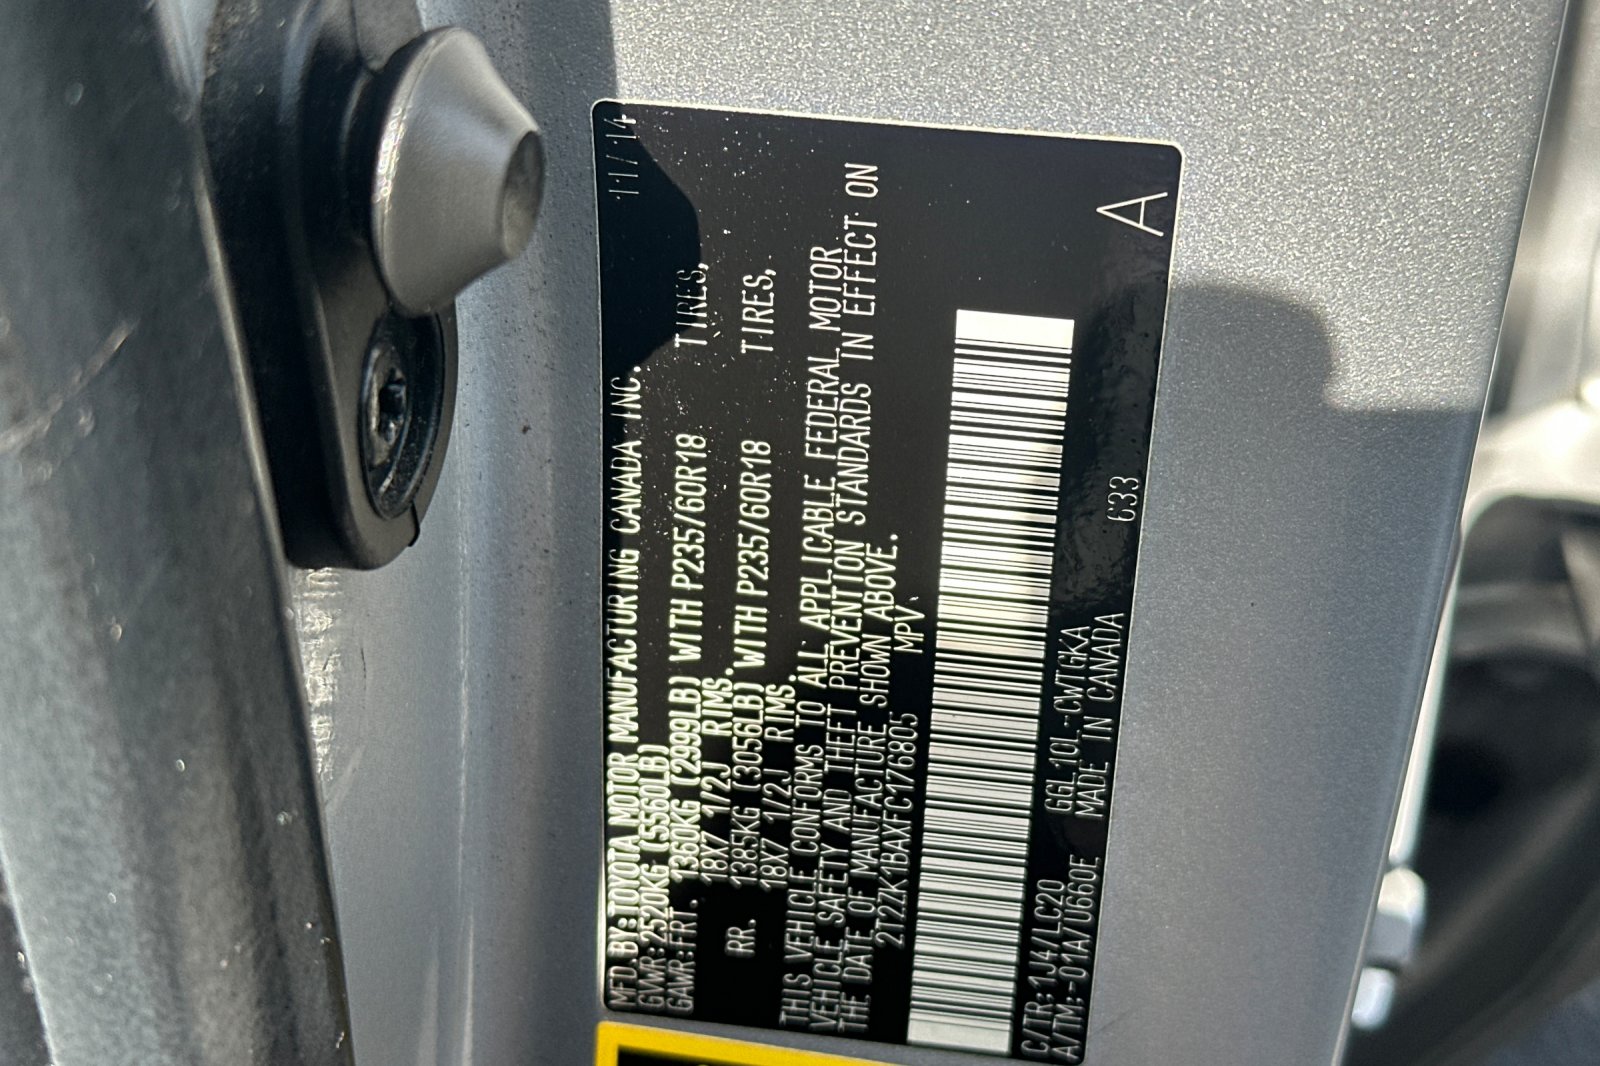 MFD.BY:TOYOTA MOTOR MANUFACTURING CANADA INC. 11/14
GVWR:2520KG (5560LB)
GAWR:FRT. 1360KG (2999LB) WITH P235/60R18 TIRES,
18X7 1/2J RIMS.
RR. 1385KG (3056LB) WITH P235/60R18 TIRES,
18X7 1/2J RIMS.
THIS VEHICLE CONFORMS TO ALL APPLICABLE FEDERAL MOTOR
VEHICLE SAFETY AND THEFT PREVENTION STANDARDS IN EFFECT ON
THE DATE OF MANUFACTURE SHOWN ABOVE.
2T2ZK1BAXFC176805 MPV
C/TR:1J4/LC20 GGL10L-CWTGKA
A/TM:-01A/U660E MADE IN CANADA 633 A